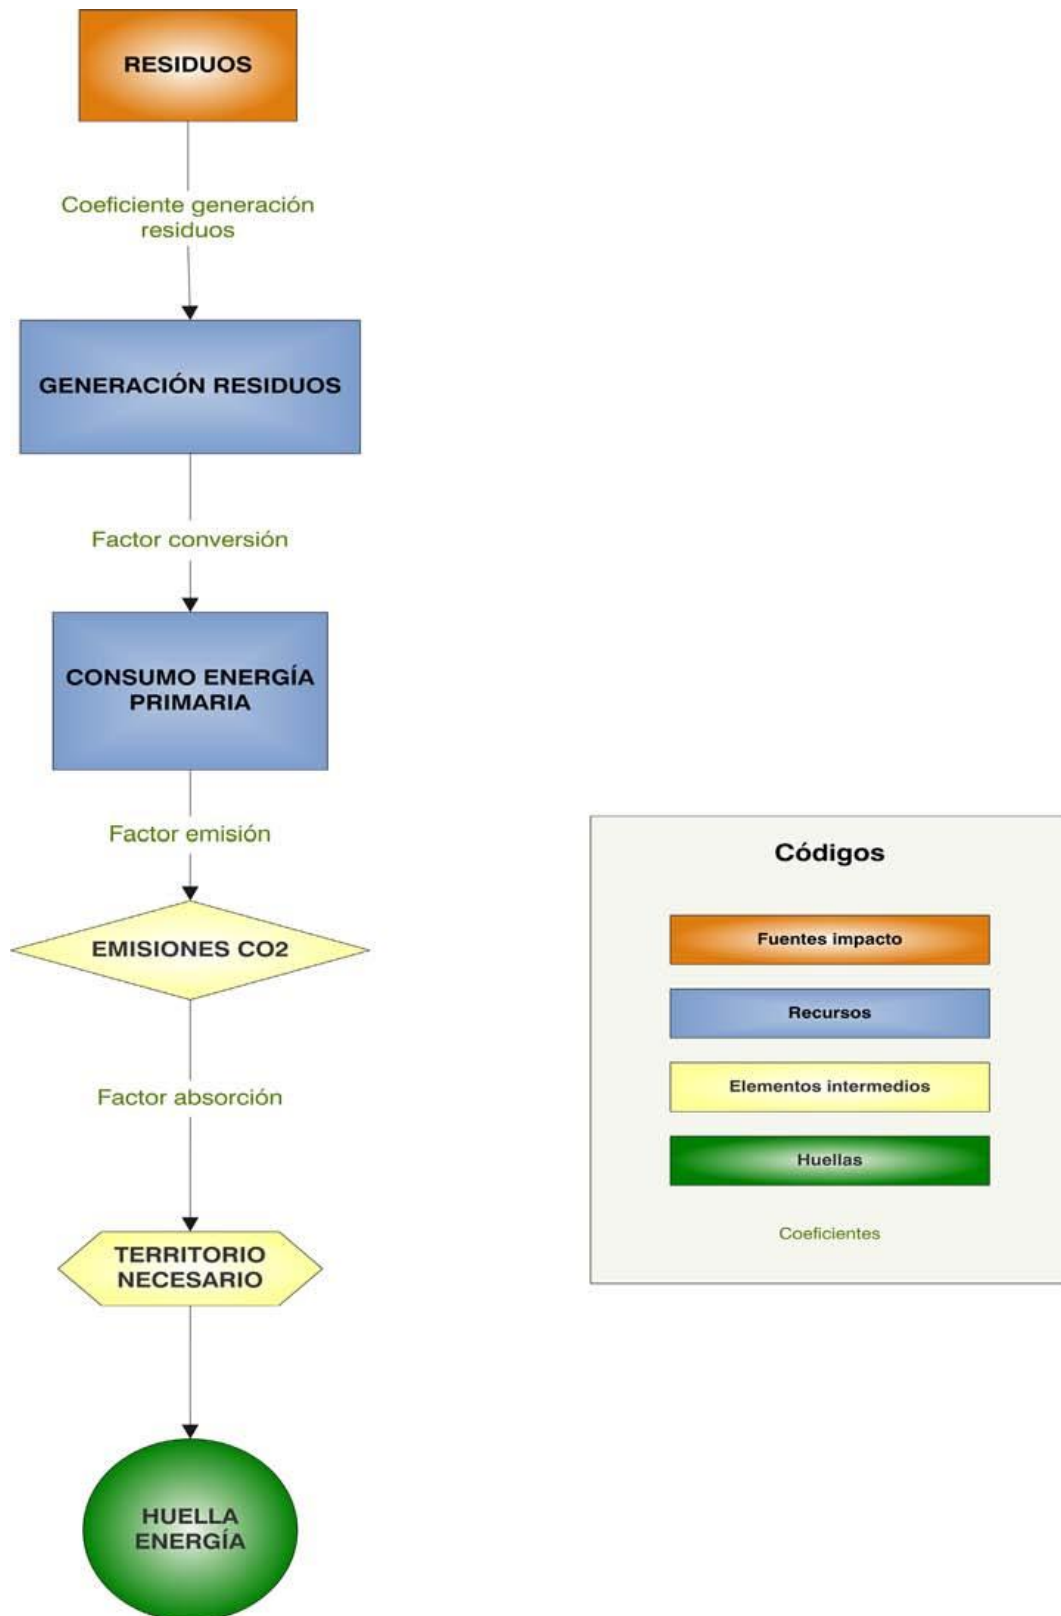 RESIDUOS
Coeficiente generación
residuos
GENERACIÓN RESIDUOS
Factor conversión
CONSUMO ENERGÍA
PRIMARIA
Factor emisión
EMISIONES CO2
Factor absorción
TERRITORIO
NECESARIO
HUELLA
ENERGÍA
Códigos
Fuentes impacto
Recursos
Elementos intermedios
Huellas
Coeficientes